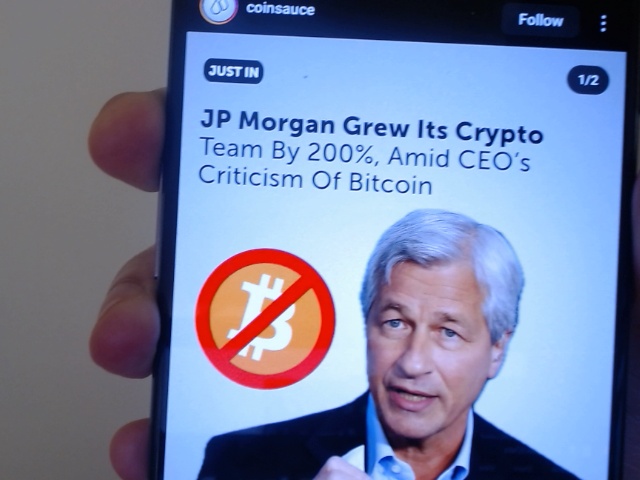 coinsauce
Follow
JUST IN
1/2
JP Morgan Grew Its Crypto
Team By 200%, Amid CEO's
Criticism Of Bitcoin